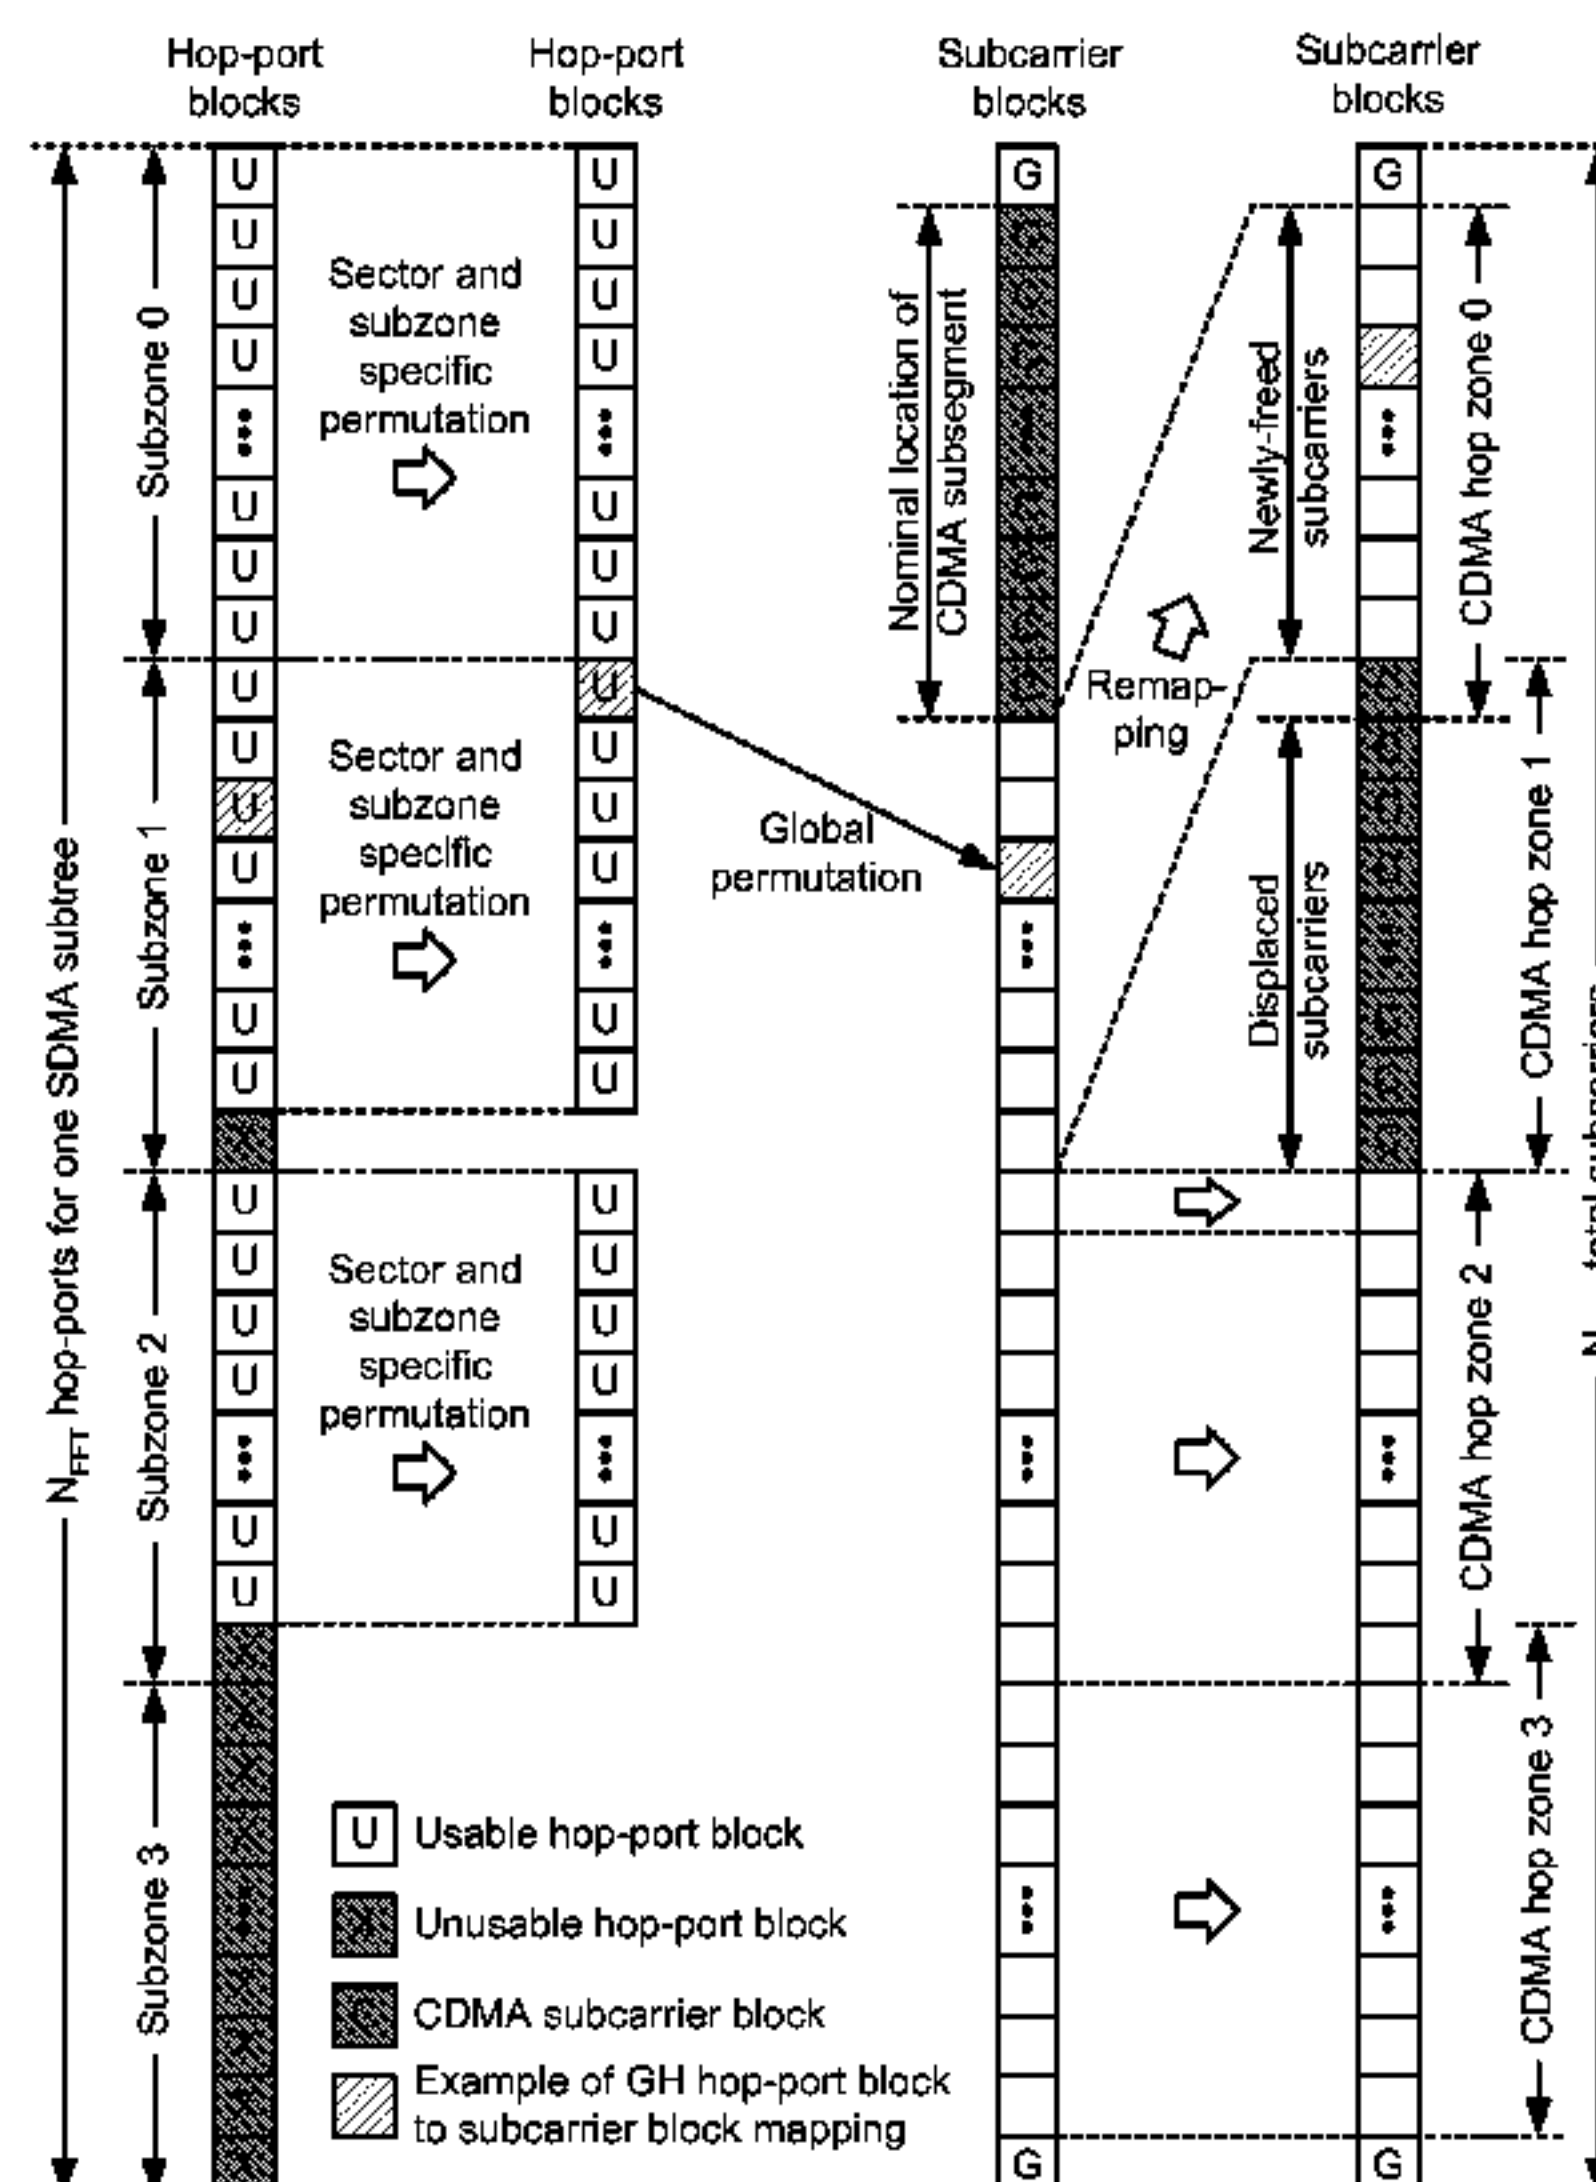 Hop-port
blocks
Hop-port
blocks
Subcarrier
blocks
Subcarrier
blocks
N_FFT hop-ports for one SDMA subtree
Subzone 0
Subzone 1
Subzone 2
Subzone 3
U
U
U
U
•••
U
U
U
U
U
U
U
•••
U
U
X
U
U
U
U
•••
U
U
Sector and
subzone
specific
permutation
Sector and
subzone
specific
permutation
Sector and
subzone
specific
permutation
U
U
U
U
•••
U
U
U
U
U
U
U
•••
U
U
U
U
U
U
•••
U
U
Global
permutation
Nominal location of
CDMA subsegment
G
•••
•••
•••
G
Remap-
ping
Newly-freed
subcarriers
Displaced
subcarriers
G
•••
•••
•••
G
CDMA hop zone 0
CDMA hop zone 1
CDMA hop zone 2
CDMA hop zone 3
total subcarriers
U Usable hop-port block
X Unusable hop-port block
C CDMA subcarrier block
Example of GH hop-port block
to subcarrier block mapping